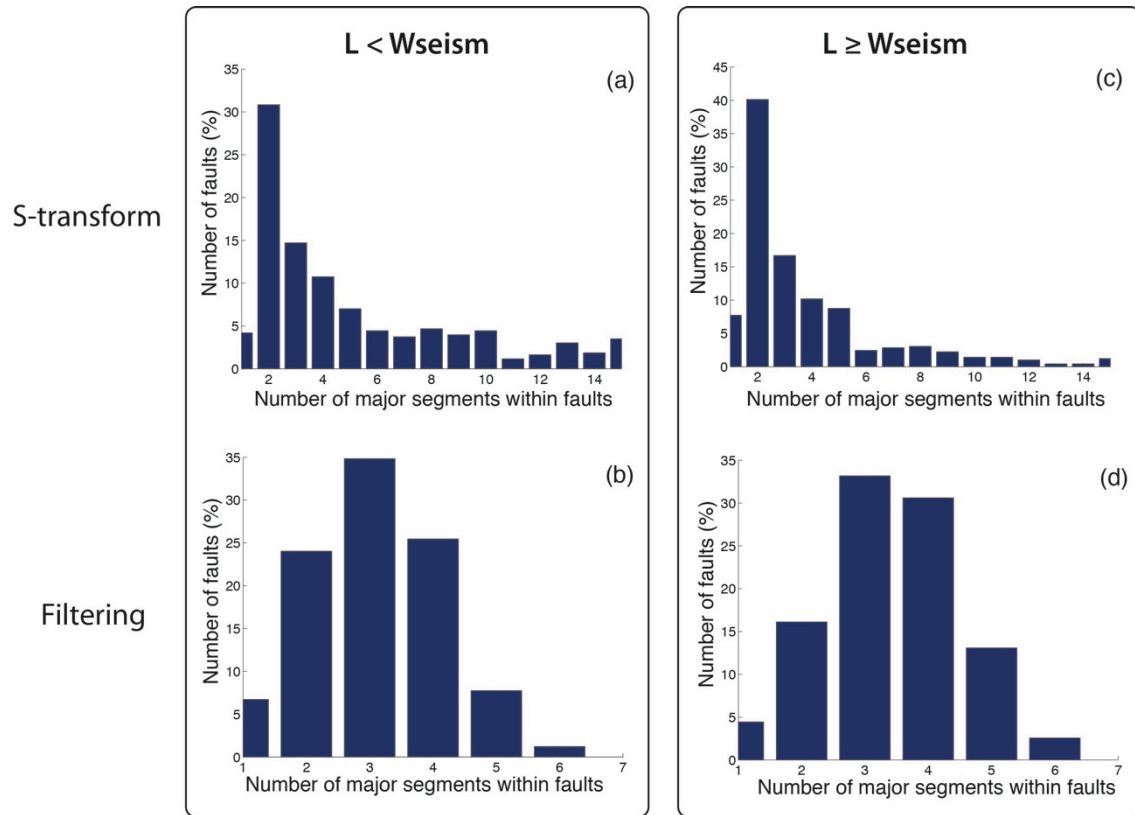 L < Wseism
L ≥ Wseism
S-transform
Filtering
(a)
Number of faults (%)
35
30
25
20
15
10
5
0
2 4 6 8 10 12 14
Number of major segments within faults
(c)
Number of faults (%)
45
40
35
30
25
20
15
10
5
0
2 4 6 8 10 12 14
Number of major segments within faults
(b)
Number of faults (%)
35
30
25
20
15
10
5
0
1 2 3 4 5 6 7
Number of major segments within faults
(d)
Number of faults (%)
35
30
25
20
15
10
5
0
1 2 3 4 5 6 7
Number of major segments within faults